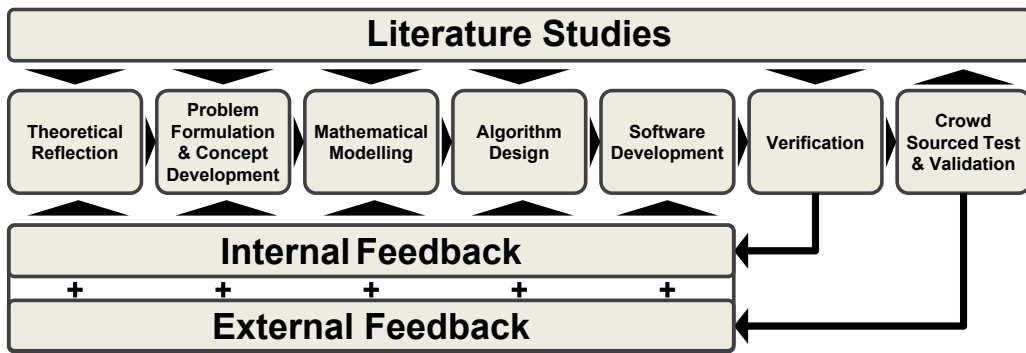 Literature Studies
Theoretical
Reflection
Problem
Formulation
& Concept
Development
Mathematical
Modelling
Algorithm
Design
Software
Development
Verification
Crowd
Sourced Test
& Validation
Internal Feedback
+ + + + +
External Feedback